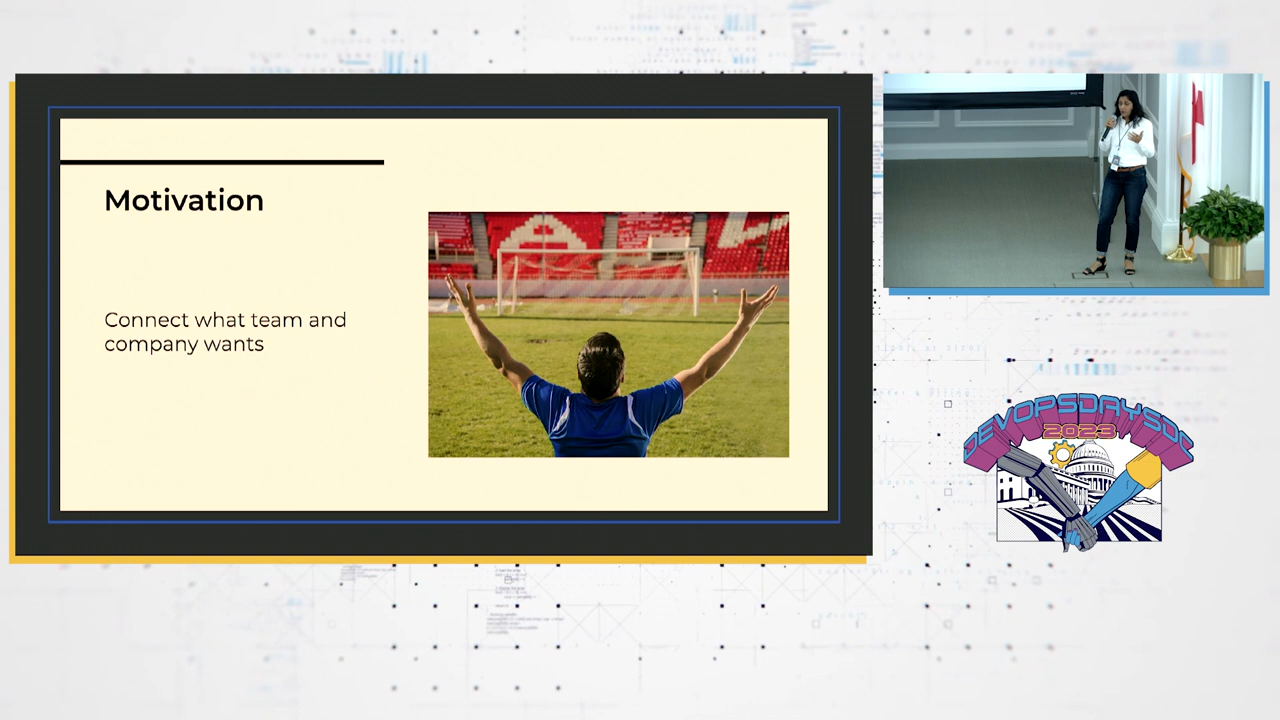 Motivation
Connect what team and
company wants
DEVOPSDAYSDC
2023